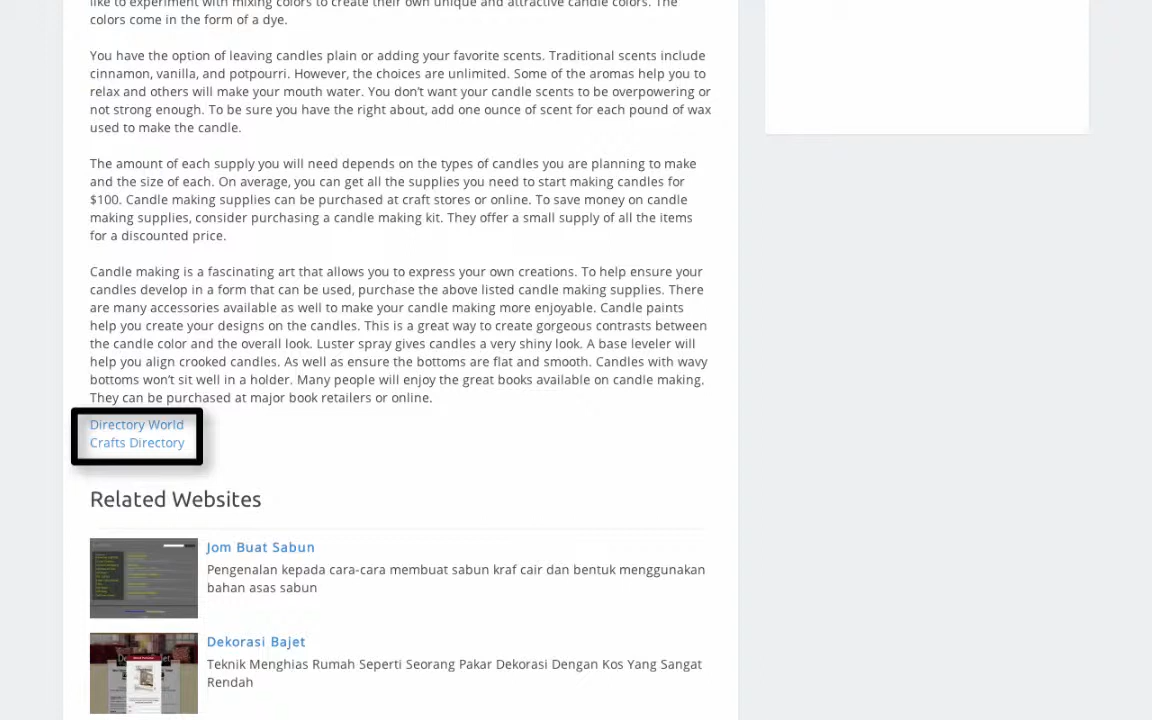 like to experiment with mixing colors to create their own unique and attractive candle colors. The
colors come in the form of a dye.
You have the option of leaving candles plain or adding your favorite scents. Traditional scents include
cinnamon, vanilla, and potpourri. However, the choices are unlimited. Some of the aromas help you to
relax and others will make your mouth water. You don't want your candle scents to be overpowering or
not strong enough. To be sure you have the right about, add one ounce of scent for each pound of wax
used to make the candle.
The amount of each supply you will need depends on the types of candles you are planning to make
and the size of each. On average, you can get all the supplies you need to start making candles for
$100. Candle making supplies can be purchased at craft stores or online. To save money on candle
making supplies, consider purchasing a candle making kit. They offer a small supply of all the items
for a discounted price.
Candle making is a fascinating art that allows you to express your own creations. To help ensure your
candles develop in a form that can be used, purchase the above listed candle making supplies. There
are many accessories available as well to make your candle making more enjoyable. Candle paints
help you create your designs on the candles. This is a great way to create gorgeous contrasts between
the candle color and the overall look. Luster spray gives candles a very shiny look. A base leveler will
help you align crooked candles. As well as ensure the bottoms are flat and smooth. Candles with wavy
bottoms won't sit well in a holder. Many people will enjoy the great books available on candle making.
They can be purchased at major book retailers or online.
Directory World
Crafts Directory
Related Websites
Jom Buat Sabun
Pengenalan kepada cara-cara membuat sabun kraf cair dan bentuk menggunakan
bahan asas sabun
Dekorasi Bajet
Teknik Menghias Rumah Seperti Seorang Pakar Dekorasi Dengan Kos Yang Sangat
Rendah